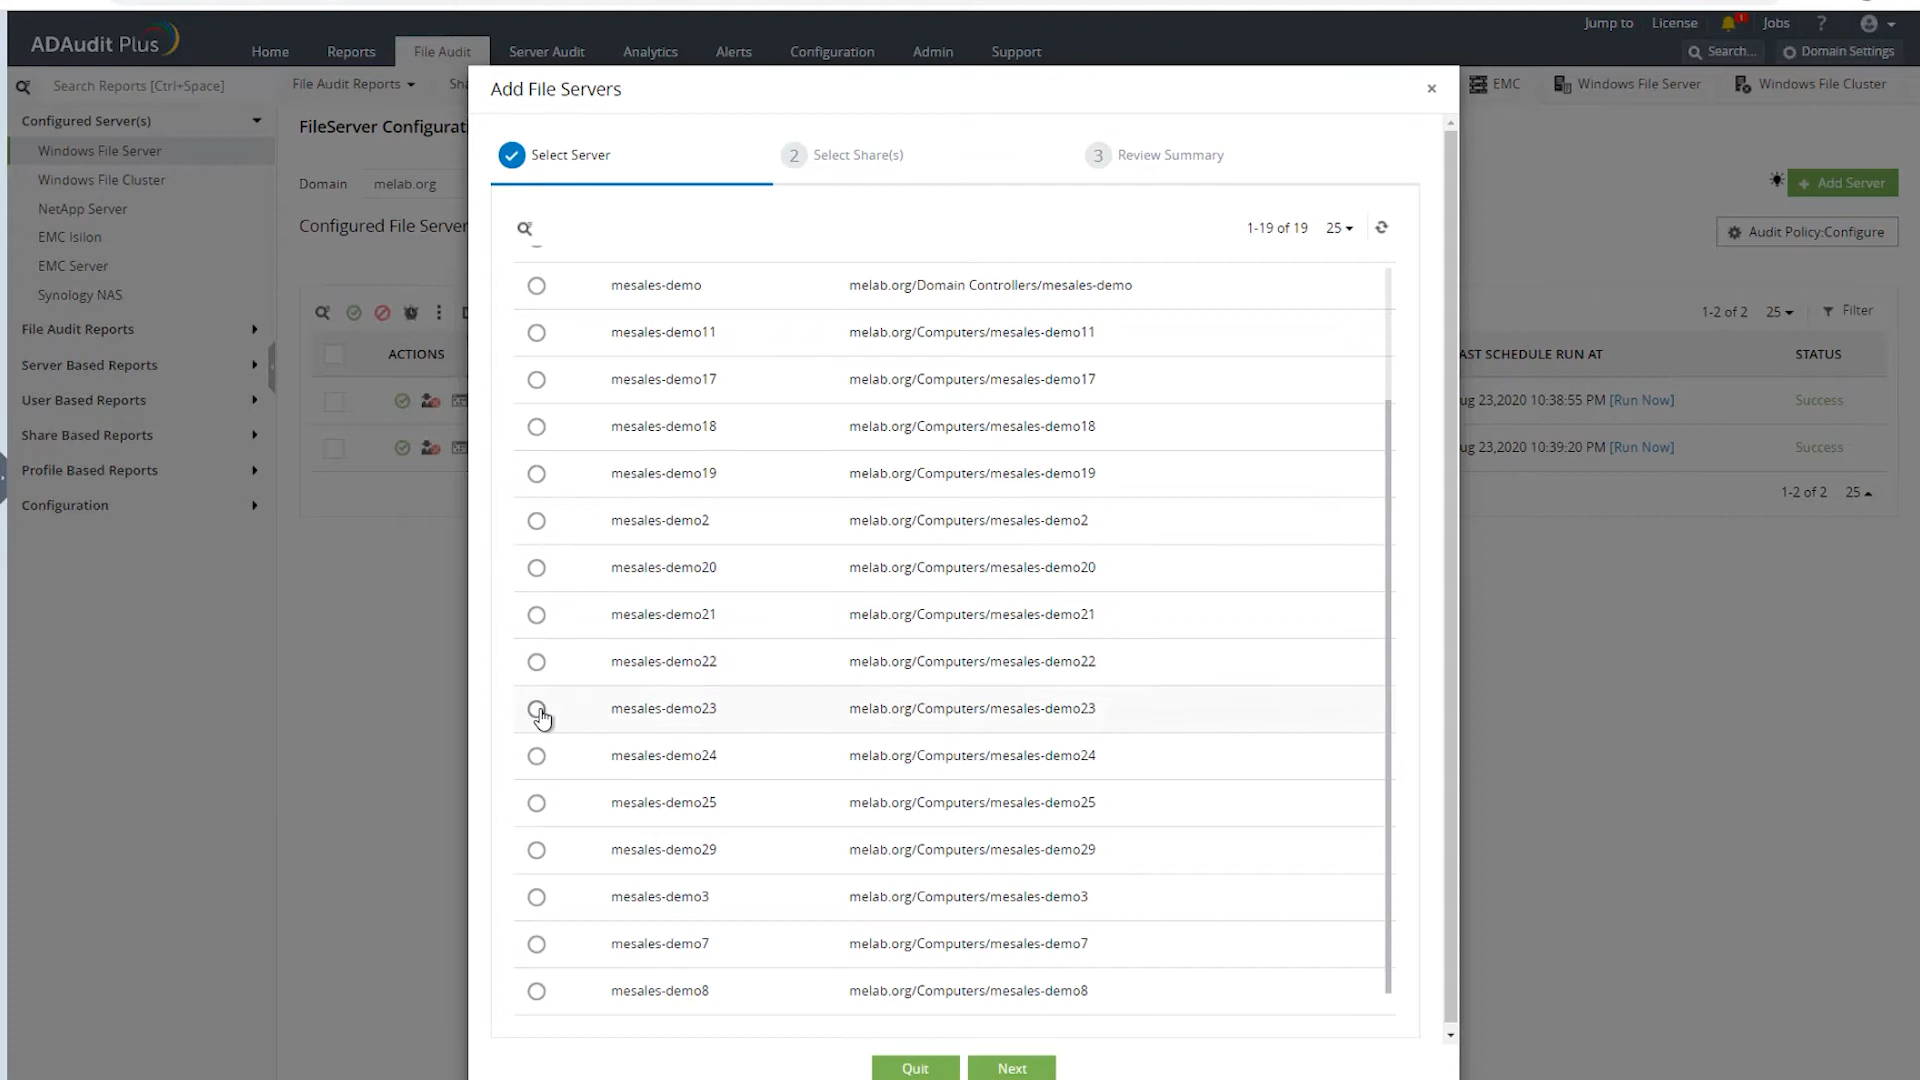 Jump to License 1 Jobs ?
ADAudit Plus
Home Reports File Audit Server Audit Analytics Alerts Configuration Admin Support
Search... Domain Settings
Search Reports [Ctrl+Space]
File Audit Reports
EMC Windows File Server Windows File Cluster
Add File Servers
×
Configured Server(s)
Windows File Server
Windows File Cluster
NetApp Server
EMC Isilon
EMC Server
Synology NAS
File Audit Reports
Server Based Reports
User Based Reports
Share Based Reports
Profile Based Reports
Configuration
FileServer Configurati
Domain melab.org
Configured File Server
ACTIONS
Select Server
2 Select Share(s)
3 Review Summary
1-19 of 19 25
mesales-demo melab.org/Domain Controllers/mesales-demo
mesales-demo11 melab.org/Computers/mesales-demo11
mesales-demo17 melab.org/Computers/mesales-demo17
mesales-demo18 melab.org/Computers/mesales-demo18
mesales-demo19 melab.org/Computers/mesales-demo19
mesales-demo2 melab.org/Computers/mesales-demo2
mesales-demo20 melab.org/Computers/mesales-demo20
mesales-demo21 melab.org/Computers/mesales-demo21
mesales-demo22 melab.org/Computers/mesales-demo22
mesales-demo23 melab.org/Computers/mesales-demo23
mesales-demo24 melab.org/Computers/mesales-demo24
mesales-demo25 melab.org/Computers/mesales-demo25
mesales-demo29 melab.org/Computers/mesales-demo29
mesales-demo3 melab.org/Computers/mesales-demo3
mesales-demo7 melab.org/Computers/mesales-demo7
mesales-demo8 melab.org/Computers/mesales-demo8
Quit Next
+ Add Server
Audit Policy:Configure
1-2 of 2 25 Filter
AST SCHEDULE RUN AT STATUS
ug 23,2020 10:38:55 PM [Run Now] Success
ug 23,2020 10:39:20 PM [Run Now] Success
1-2 of 2 25